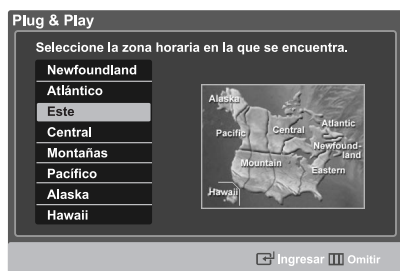 Plug & Play
Seleccione la zona horaria en la que se encuentra.
Newfoundland
Atlántico
Este
Central
Montañas
Pacífico
Alaska
Hawaii
Alaska
Pacific
Central
Atlantic
Newfound-
land
Mountain
Eastern
Hawaii
Ingresar Omitir